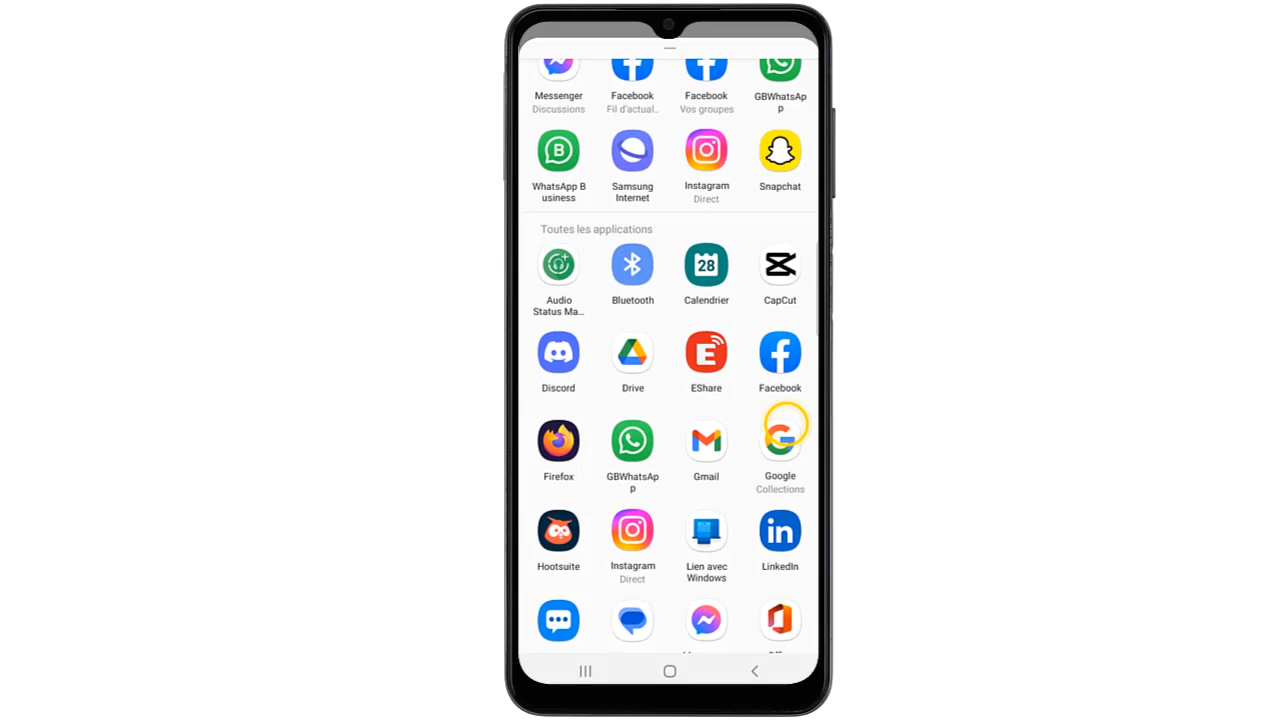 Messenger Facebook Facebook GBWhatsAp
Discussions Fil d'actual.. Vos groupes p
B
WhatsApp B Samsung Instagram Snapchat
usiness Internet Direct
Toutes les applications
28
Audio Bluetooth Calendrier CapCut
Status Ma...
E
Discord Drive EShare Facebook
Firefox GBWhatsAp Gmail Google
p Collections
in
Hootsuite Instagram Lien avec LinkedIn
Direct Windows